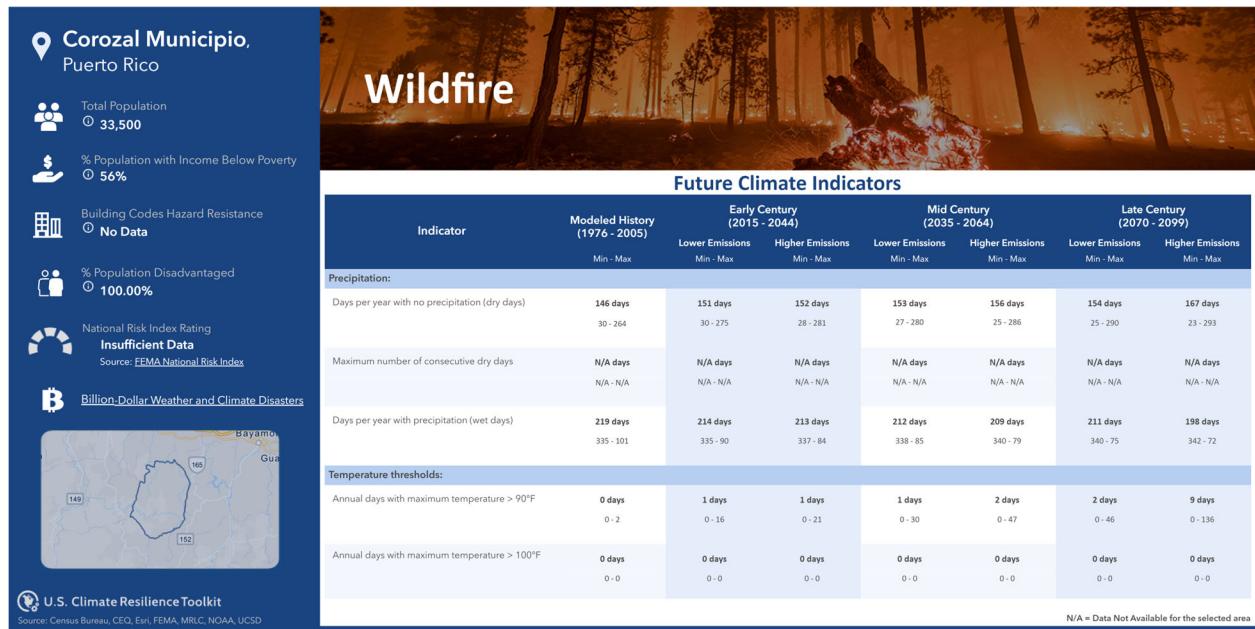 Corozal Municipio,
Puerto Rico
Total Population
33,500
% Population with Income Below Poverty
56%
Building Codes Hazard Resistance
No Data
% Population Disadvantaged
100.00%
National Risk Index Rating
Insufficient Data
Source: FEMA National Risk Index
Billion-Dollar Weather and Climate Disasters
Bayamo
Gua
165
149
152
U.S. Climate Resilience Toolkit
Source: Census Bureau, CEQ, Esri, FEMA, MRLC, NOAA, UCSD
Wildfire
Future Climate Indicators
Indicator Modeled History (1976 - 2005) Early Century (2015 - 2044) Mid Century (2035 - 2064) Late Century (2070 - 2099)
Lower Emissions Higher Emissions Lower Emissions Higher Emissions Lower Emissions Higher Emissions
Min - Max Min - Max Min - Max Min - Max Min - Max Min - Max Min - Max
Precipitation:
Days per year with no precipitation (dry days) 146 days 151 days 152 days 153 days 156 days 154 days 167 days
30 - 264 30 - 275 28 - 281 27 - 280 25 - 286 25 - 290 23 - 293
Maximum number of consecutive dry days N/A days N/A days N/A days N/A days N/A days N/A days N/A days
N/A - N/A N/A - N/A N/A - N/A N/A - N/A N/A - N/A N/A - N/A N/A - N/A
Days per year with precipitation (wet days) 219 days 214 days 213 days 212 days 209 days 211 days 198 days
335 - 101 335 - 90 337 - 84 338 - 85 340 - 79 340 - 75 342 - 72
Temperature thresholds:
Annual days with maximum temperature > 90°F 0 days 1 days 1 days 1 days 2 days 2 days 9 days
0 - 2 0 - 16 0 - 21 0 - 30 0 - 47 0 - 46 0 - 136
Annual days with maximum temperature > 100°F 0 days 0 days 0 days 0 days 0 days 0 days 0 days
0 - 0 0 - 0 0 - 0 0 - 0 0 - 0 0 - 0 0 - 0
N/A = Data Not Available for the selected area